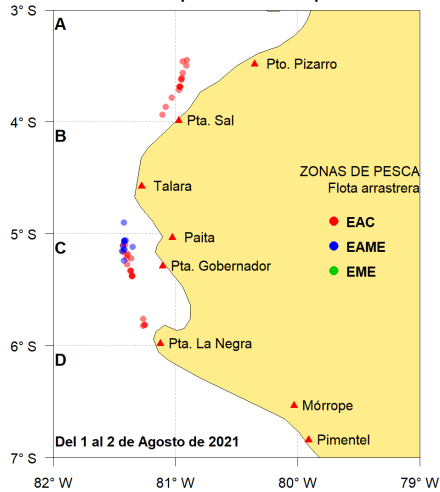 3° S
A
Pto. Pizarro
4° S
Pta. Sal
B
ZONAS DE PESCA
Flota arrastrera
Talara
EAC
5° S
Paita
C
EAME
Pta. Gobernador
EME
6° S
Pta. La Negra
D
Mórrope
Del 1 al 2 de Agosto de 2021
Pimentel
7° S
82° W
81° W
80° W
79° W